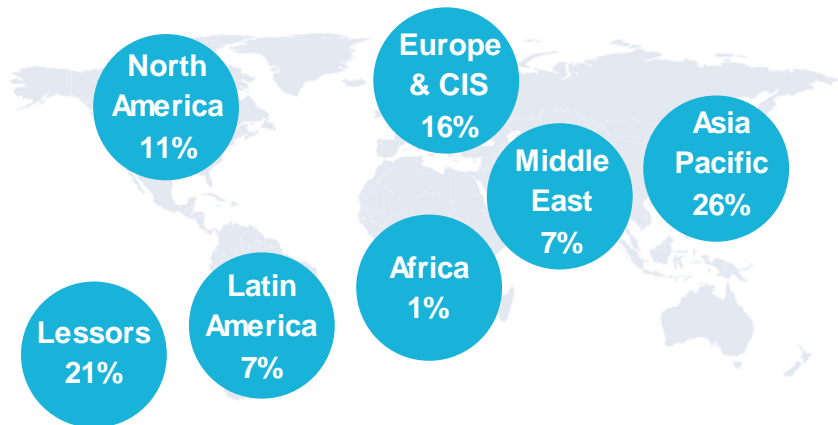 North
America
11%
Europe
& CIS
16%
Asia
Pacific
26%
Middle
East
7%
Africa
1%
Latin
America
7%
Lessors
21%